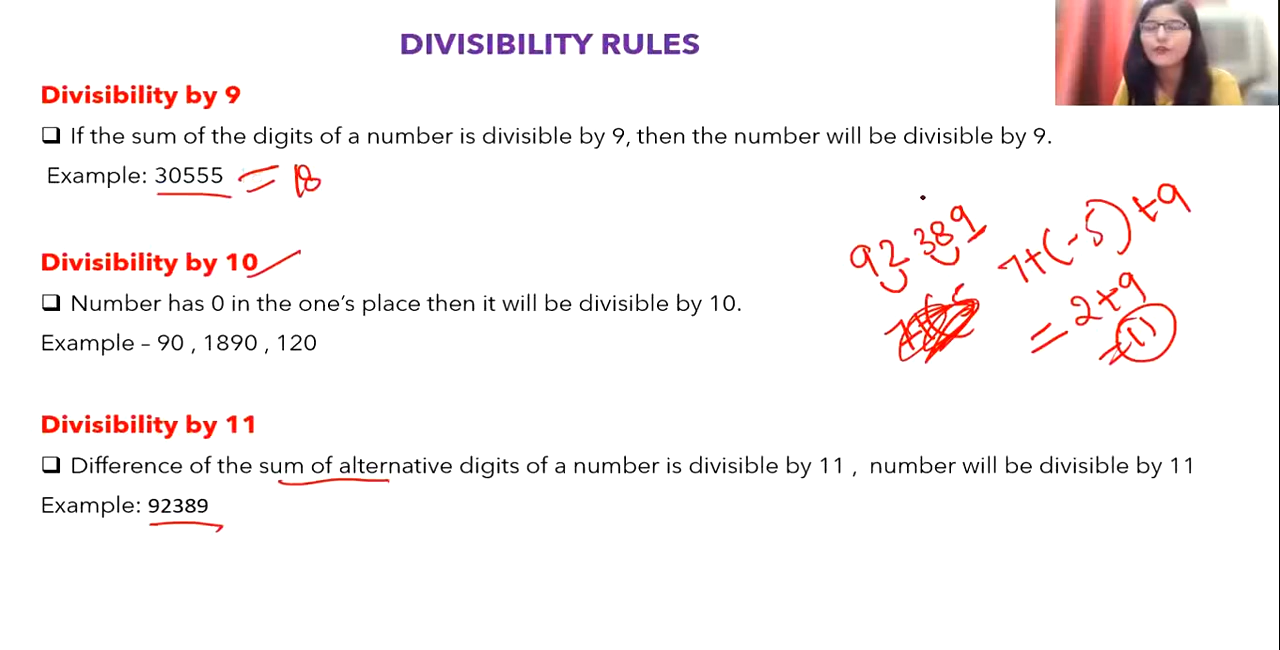 DIVISIBILITY RULES
Divisibility by 9
❑ If the sum of the digits of a number is divisible by 9, then the number will be divisible by 9.
Example: 30555 = 18
Divisibility by 10
❑ Number has 0 in the one's place then it will be divisible by 10.
Example – 90 , 1890 , 120
92389
7+(-5)+9
=2+9
=11
Divisibility by 11
❑ Difference of the sum of alternative digits of a number is divisible by 11 , number will be divisible by 11
Example: 92389